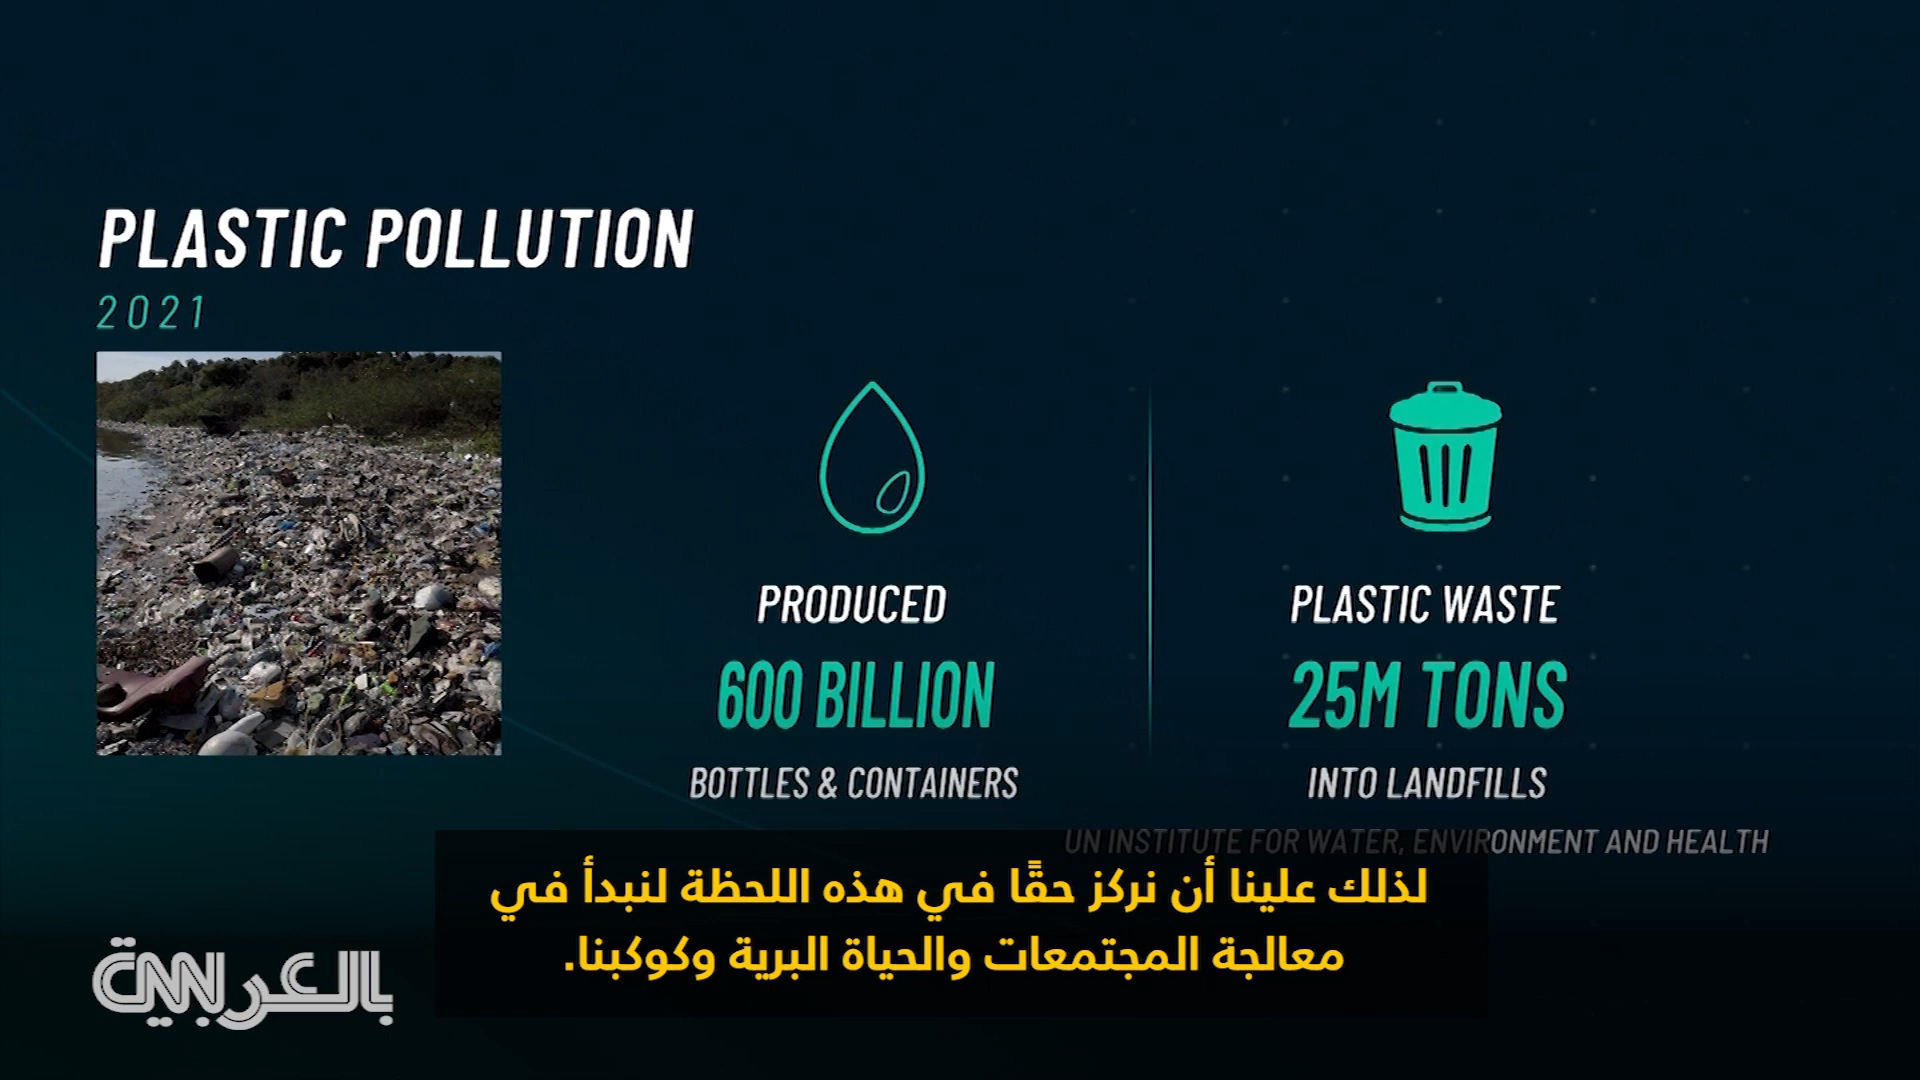 PLASTIC POLLUTION
2021
PRODUCED
600 BILLION
BOTTLES & CONTAINERS
PLASTIC WASTE
25M TONS
INTO LANDFILLS
UN INSTITUTE FOR WATER, ENVIRONMENT AND HEALTH
لذلك علينا أن نركز حقًا في هذه اللحظة لنبدأ في
معالجة المجتمعات والحياة البرية وكوكبنا.
CNN بالعربية